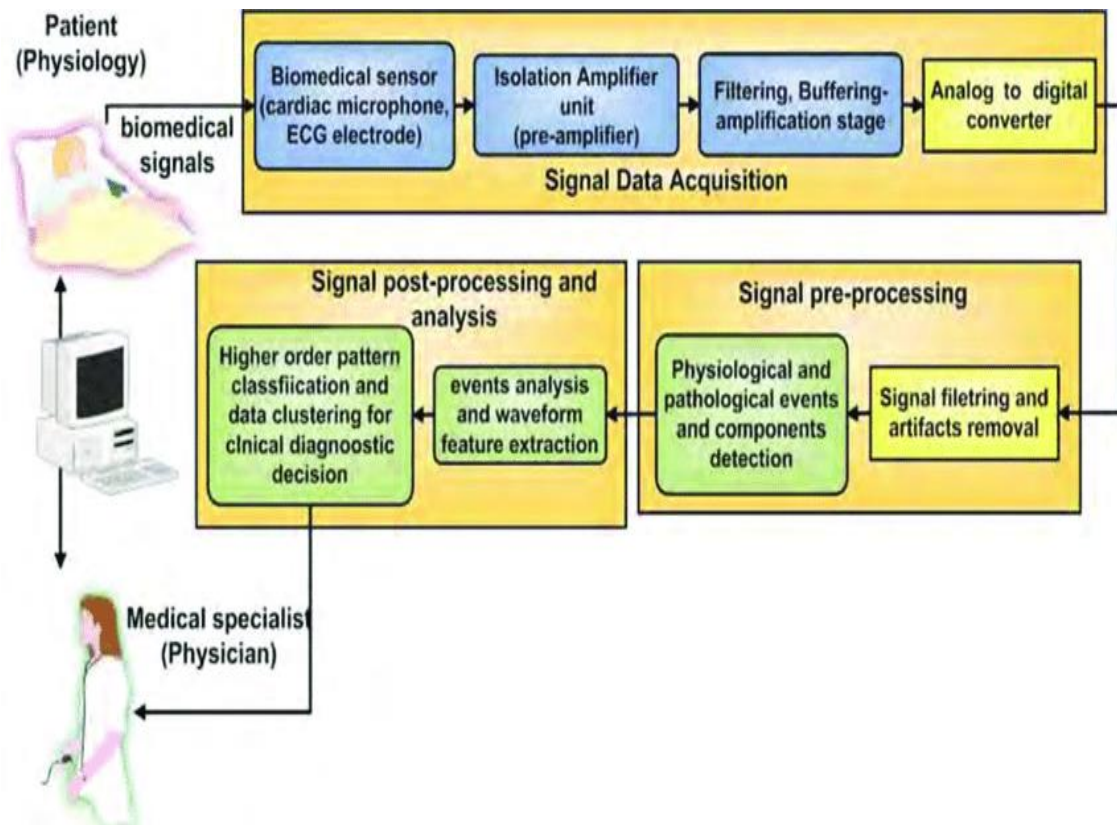 Patient
(Physiology)
biomedical
signals
Biomedical sensor
(cardiac microphone,
ECG electrode)
Isolation Amplifier
unit
(pre-amplifier)
Filtering, Buffering-
amplification stage
Analog to digital
converter
Signal Data Acquisition
Signal pre-processing
Signal filetring and
artifacts removal
Physiological and
pathological events
and components
detection
Signal post-processing and
analysis
events analysis
and waveform
feature extraction
Higher order pattern
classfiication and
data clustering for
clnical diagnoostic
decision
Medical specialist
(Physician)